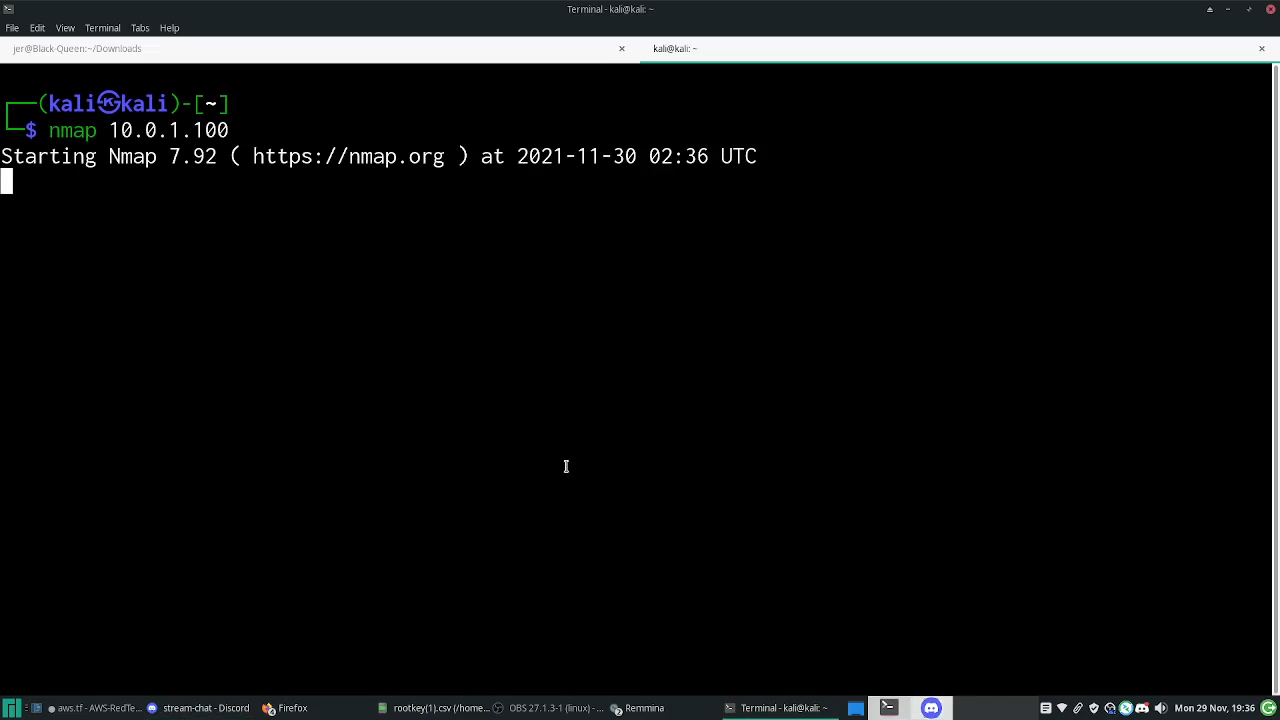 Terminal - kali@kali: ~
File Edit View Terminal Tabs Help
jer@Black-Queen:~/Downloads
kali@kali: ~
┌──(kali㉿kali)-[~]
└─$ nmap 10.0.1.100
Starting Nmap 7.92 ( https://nmap.org ) at 2021-11-30 02:36 UTC
aws.tf - AWS-RedTe... stream-chat - Discord Firefox rootkey(1).csv (/home... OBS 27.1.3-1 (linux) - ... Remmina Terminal - kali@kali: ~ Mon 29 Nov, 19:36